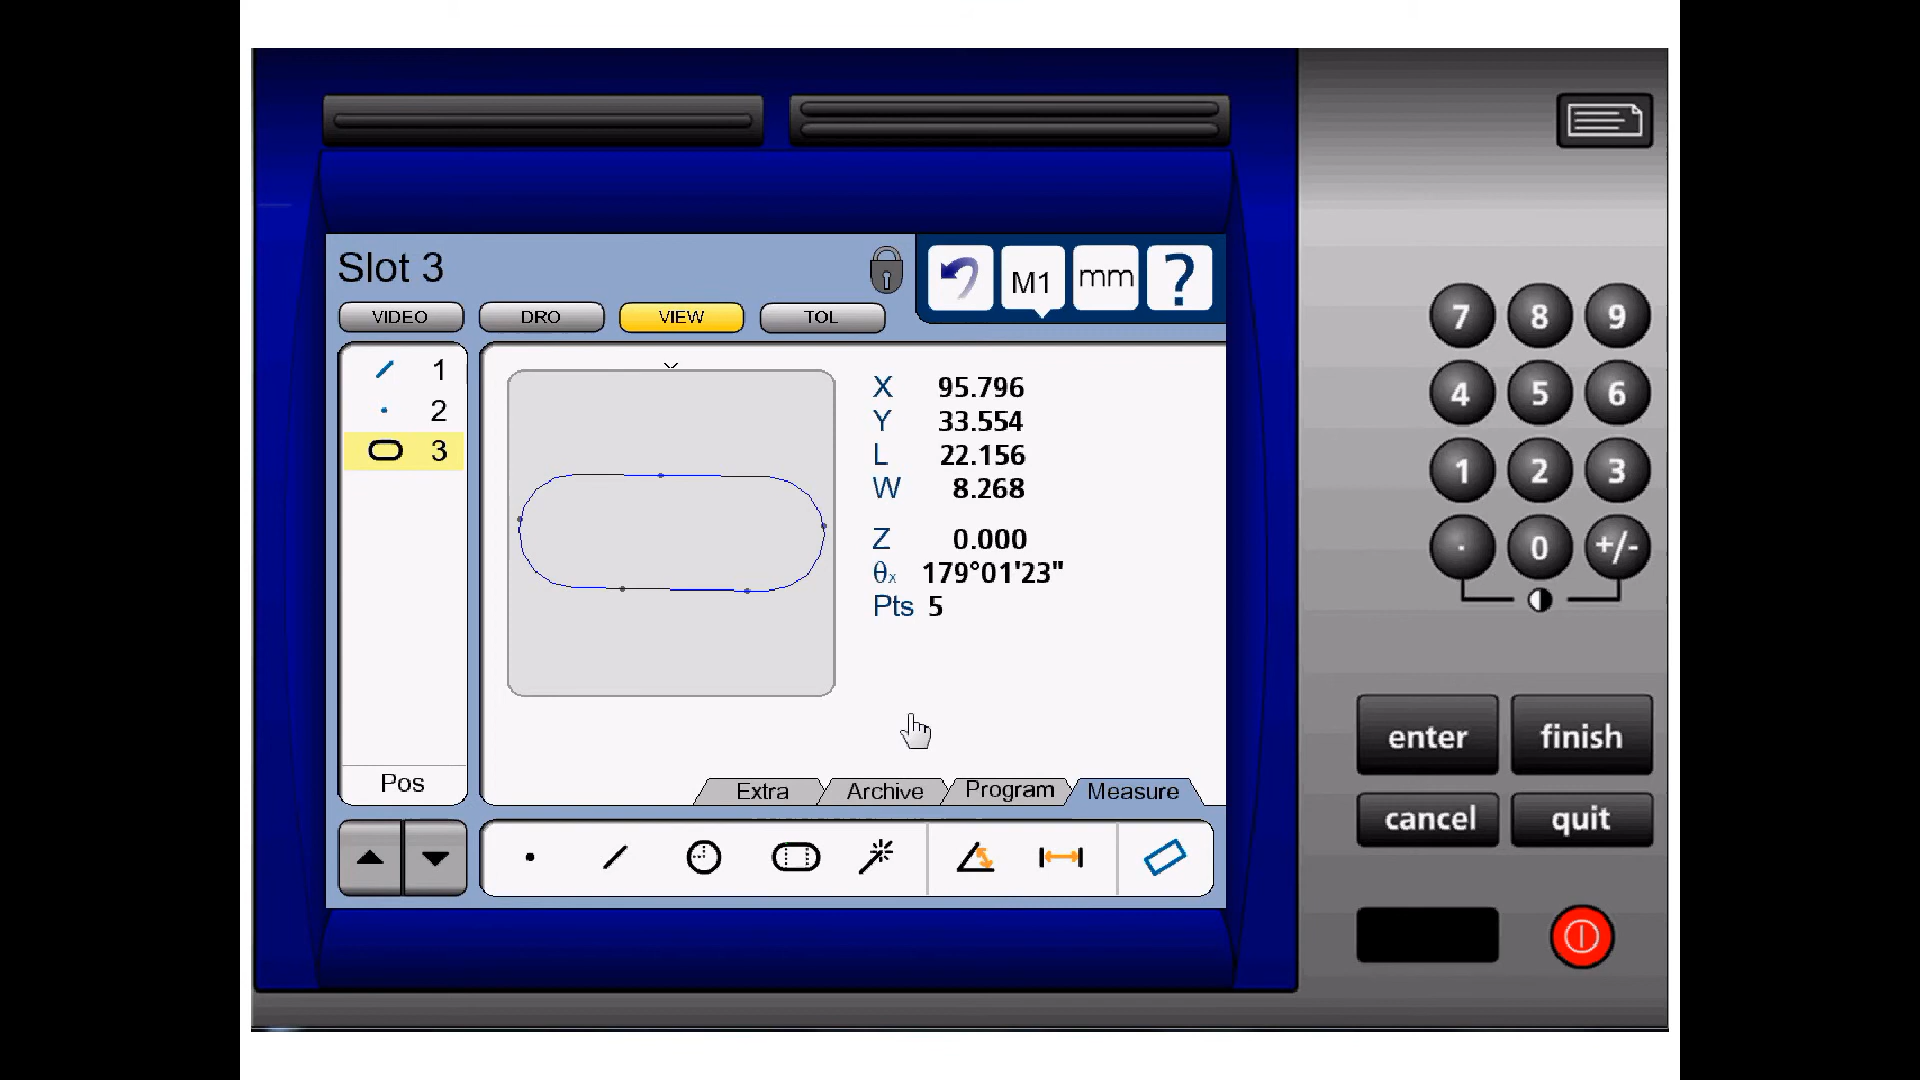 Slot 3
M1
mm
?
VIDEO
DRO
VIEW
TOL
1
2
3
Pos
X 95.796
Y 33.554
L 22.156
W 8.268
Z 0.000
θx 179°01'23"
Pts 5
Extra
Archive
Program
Measure
7 8 9
4 5 6
1 2 3
. 0 +/-
enter
finish
cancel
quit